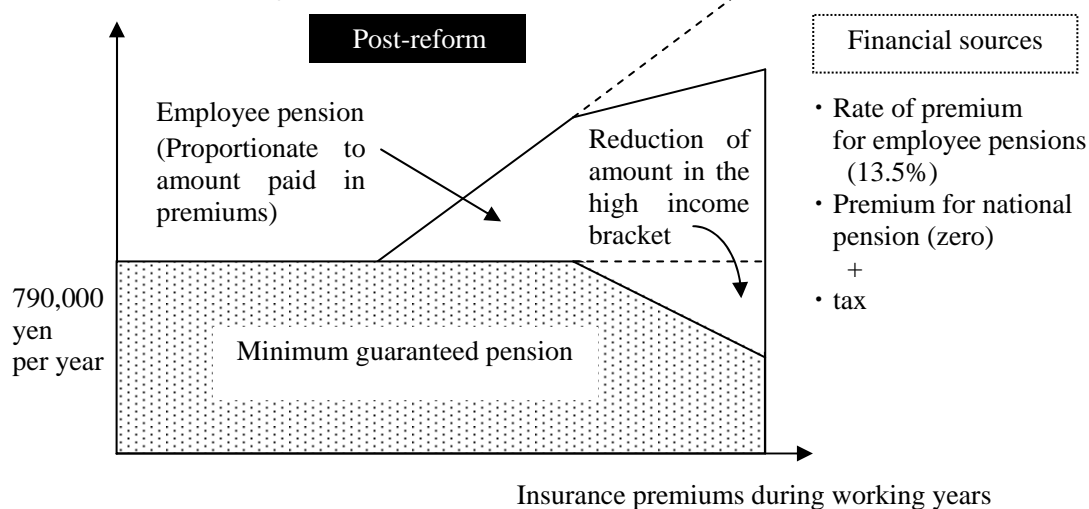 Post-reform
Financial sources
Employee pension
(Proportionate to
amount paid in
premiums)
Reduction of
amount in the
high income
bracket
・Rate of premium
for employee pensions
(13.5%)
・Premium for national
pension (zero)
+
・tax
790,000
yen
per year
Minimum guaranteed pension
Insurance premiums during working years